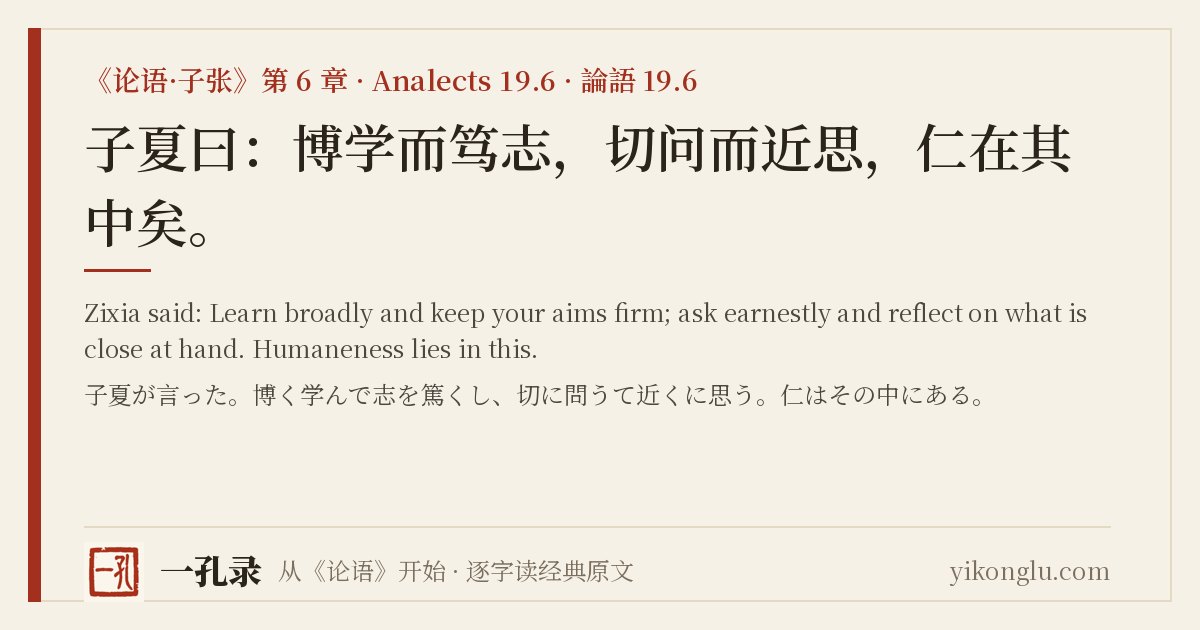 《论语·子张》第 6 章 · Analects 19.6 · 論語 19.6
子夏曰：博学而笃志，切问而近思，仁在其
中矣。
Zixia said: Learn broadly and keep your aims firm; ask earnestly and reflect on what is
close at hand. Humaneness lies in this.
子夏が言った。博く学んで志を篤くし、切に問うて近くに思う。仁はその中にある。
一孔
一孔录
从《论语》开始 · 逐字读经典原文
yikonglu.com